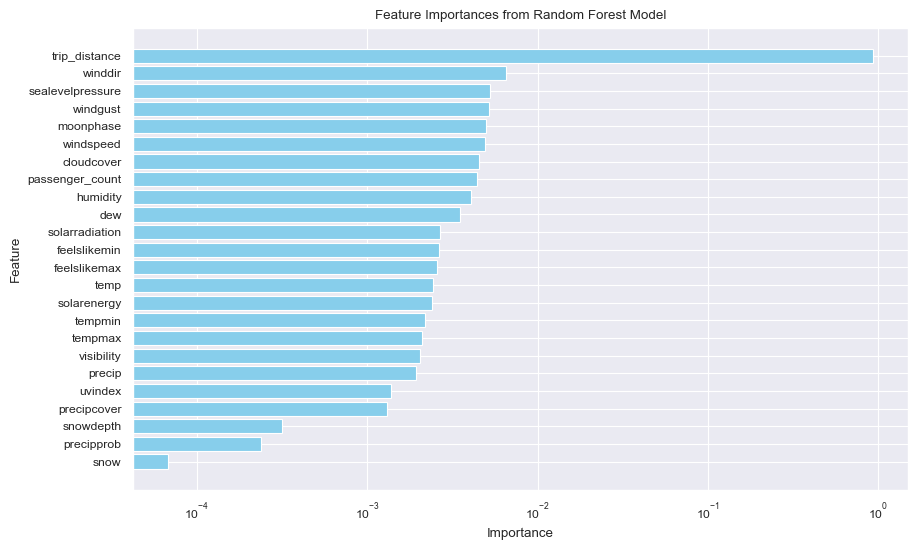 Feature Importances from Random Forest Model
trip_distance
winddir
sealevelpressure
windgust
moonphase
windspeed
cloudcover
passenger_count
humidity
dew
solarradiation
feelslikemin
feelslikemax
temp
solarenergy
tempmin
tempmax
visibility
precip
uvindex
precipcover
snowdepth
precipprob
snow
Feature
10⁻⁴ 10⁻³ 10⁻² 10⁻¹ 10⁰
Importance